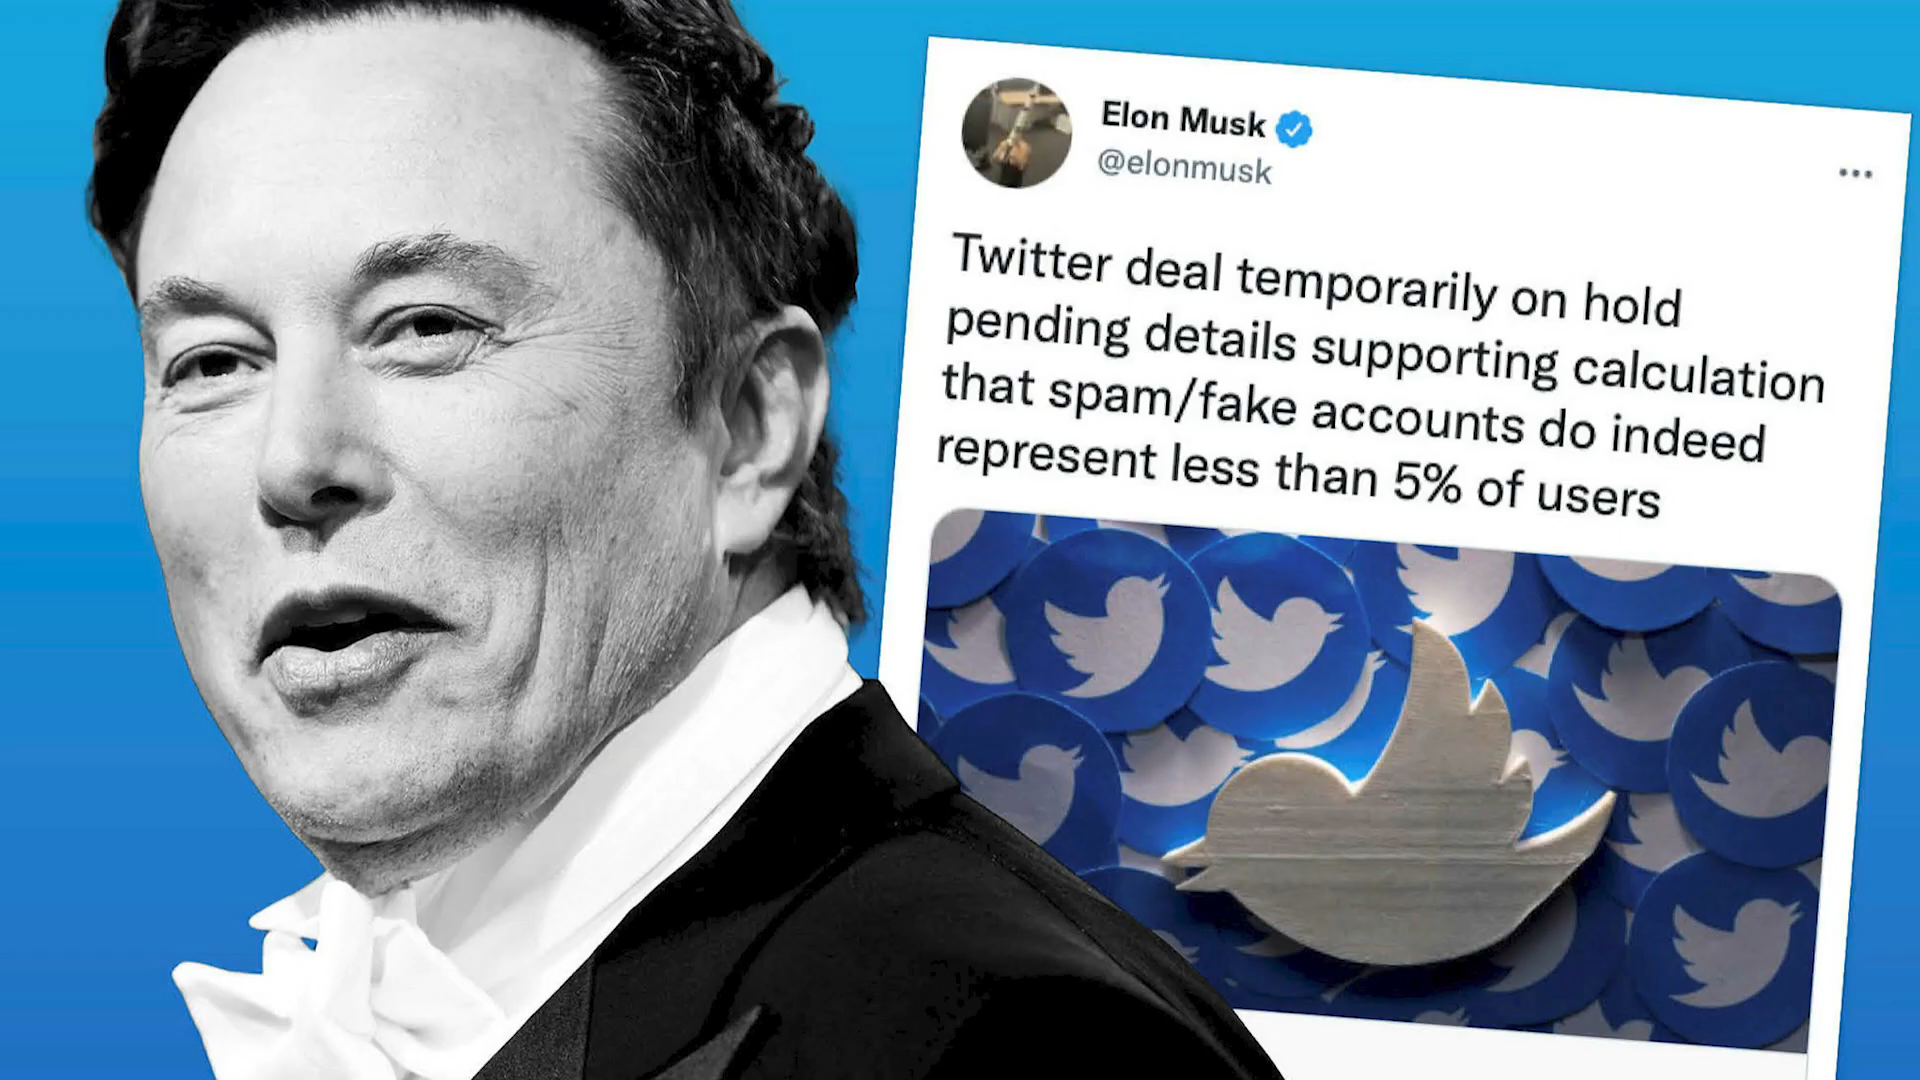 Elon Musk
@elonmusk
Twitter deal temporarily on hold
pending details supporting calculation
that spam/fake accounts do indeed
represent less than 5% of users